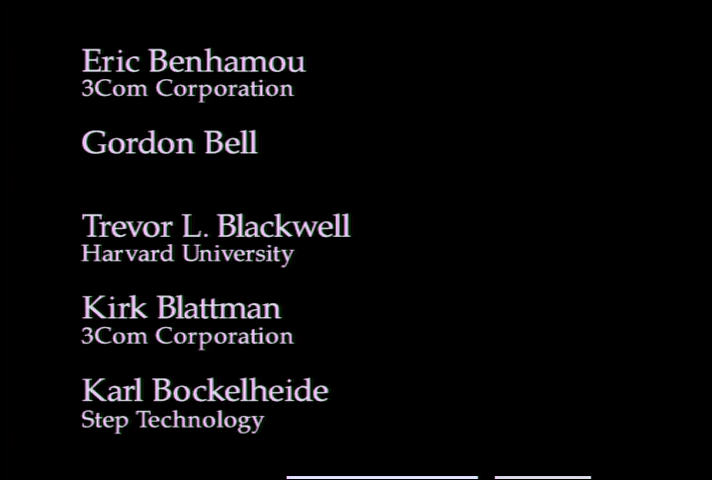 Eric Benhamou
3Com Corporation
Gordon Bell
Trevor L. Blackwell
Harvard University
Kirk Blattman
3Com Corporation
Karl Bockelheide
Step Technology